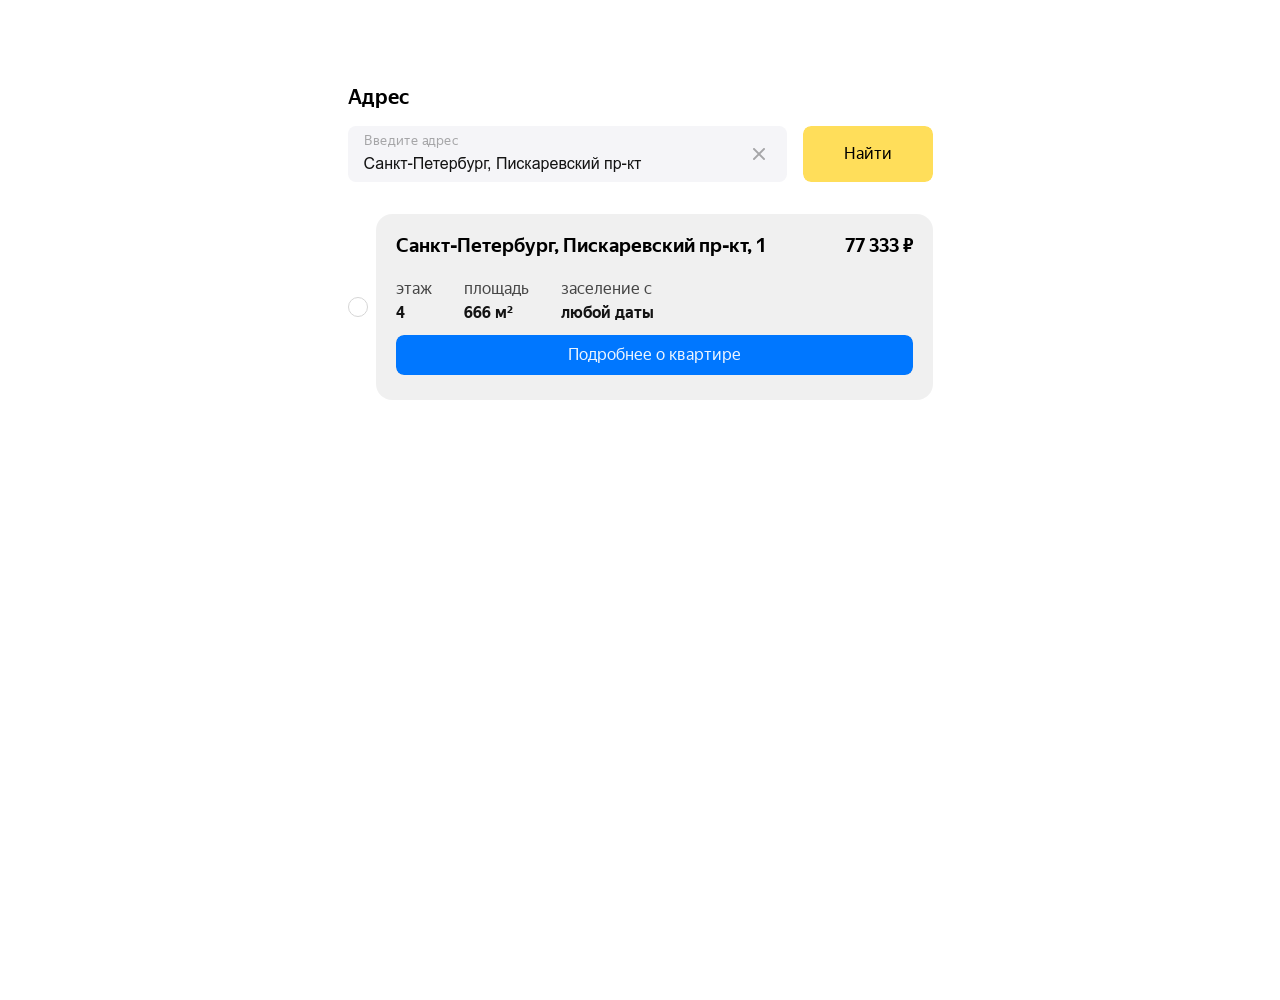 Адрес
Введите адрес
Санкт-Петербург, Пискаревский пр-кт
Найти
Санкт-Петербург, Пискаревский пр-кт, 1 77 333 ₽
этаж площадь заселение с
4 666 м² любой даты
Подробнее о квартире